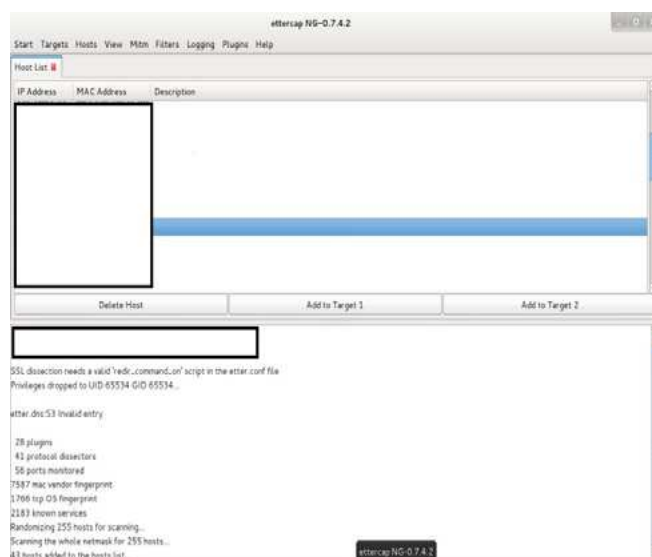 ettercap NG-0.7.4.2
Start Targets Hosts View Mitm Filters Logging Plugins Help
Host List
IP Address MAC Address Description
Delete Host Add to Target 1 Add to Target 2
SSL dissection needs a valid 'redir_command_on' script in the etter.conf file
Privileges dropped to UID 65534 GID 65534...
etter.dns:53 Invalid entry
28 plugins
41 protocol dissectors
56 ports monitored
7587 mac vendor fingerprint
1766 tcp OS fingerprint
2183 known services
Randomizing 255 hosts for scanning...
Scanning the whole netmask for 255 hosts...
43 hosts added to the hosts list...
ettercap NG-0.7.4.2